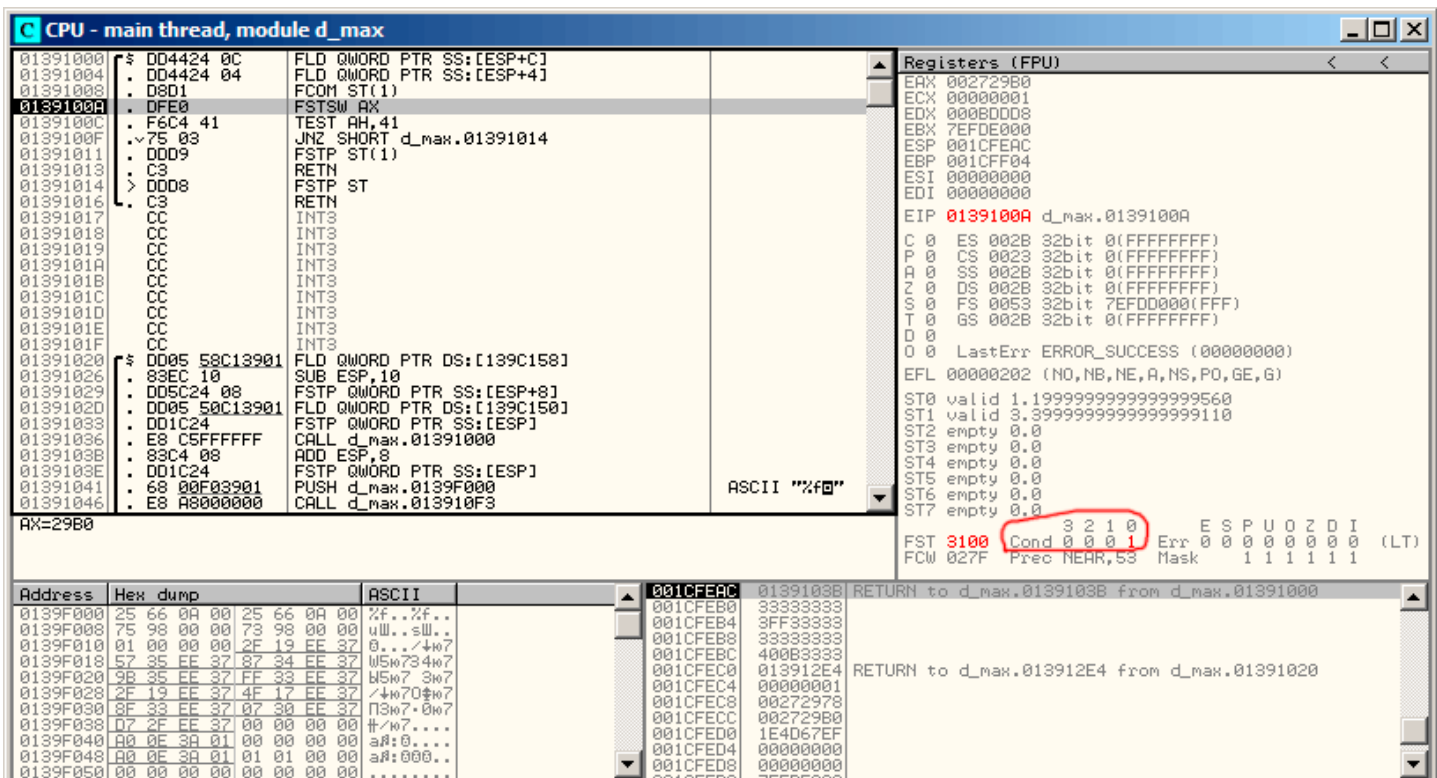 CPU - main thread, module d_max
01391000 $ DD4424 0C FLD QWORD PTR SS:[ESP+C]
01391004 . DD4424 04 FLD QWORD PTR SS:[ESP+4]
01391008 . D8D1 FCOM ST(1)
0139100A . DFE0 FSTSW AX
0139100C . F6C4 41 TEST AH,41
0139100F . 75 03 JNZ SHORT d_max.01391014
01391011 . DDD9 FSTP ST(1)
01391013 . C3 RETN
01391014 > DDD8 FSTP ST
01391016 . C3 RETN
01391017 CC INT3
01391018 CC INT3
01391019 CC INT3
0139101A CC INT3
0139101B CC INT3
0139101C CC INT3
0139101D CC INT3
0139101E CC INT3
0139101F CC INT3
01391020 $ DD05 58C13901 FLD QWORD PTR DS:[139C158]
01391026 . 83EC 10 SUB ESP,10
01391029 . DD5C24 08 FSTP QWORD PTR SS:[ESP+8]
0139102D . DD05 50C13901 FLD QWORD PTR DS:[139C150]
01391033 . DD1C24 FSTP QWORD PTR SS:[ESP]
01391036 . E8 C5FFFFFF CALL d_max.01391000
0139103B . 83C4 08 ADD ESP,8
0139103E . DD1C24 FSTP QWORD PTR SS:[ESP]
01391041 . 68 00F03901 PUSH d_max.0139F000 ASCII "%f◙"
01391046 . E8 A8000000 CALL d_max.013910F3
AX=29B0
Registers (FPU) < <
EAX 002729B0
ECX 00000001
EDX 000BDDD8
EBX 7EFDE000
ESP 001CFEAC
EBP 001CFF04
ESI 00000000
EDI 00000000
EIP 0139100A d_max.0139100A
C 0 ES 002B 32bit 0(FFFFFFFF)
P 0 CS 0023 32bit 0(FFFFFFFF)
A 0 SS 002B 32bit 0(FFFFFFFF)
Z 0 DS 002B 32bit 0(FFFFFFFF)
S 0 FS 0053 32bit 7EFDD000(FFF)
T 0 GS 002B 32bit 0(FFFFFFFF)
D 0
O 0 LastErr ERROR_SUCCESS (00000000)
EFL 00000202 (NO,NB,NE,A,NS,PO,GE,G)
ST0 valid 1.1999999999999999560
ST1 valid 3.3999999999999999110
ST2 empty 0.0
ST3 empty 0.0
ST4 empty 0.0
ST5 empty 0.0
ST6 empty 0.0
ST7 empty 0.0
3 2 1 0 E S P U O Z D I
FST 3100 Cond 0 0 0 1 Err 0 0 0 0 0 0 0 0 (LT)
FCW 027F Prec NEAR,53 Mask 1 1 1 1 1 1
Address Hex dump ASCII
0139F000 25 66 0A 00 25 66 0A 00 %f..%f..
0139F008 75 98 00 00 73 98 00 00 uШ..sШ..
0139F010 01 00 00 00 2F 19 EE 37
0139F018 57 35 EE 37 87 34 EE 37
0139F020 9B 35 EE 37 FF 33 EE 37
0139F028 2F 19 EE 37 4F 17 EE 37
0139F030 8F 33 EE 37 07 30 EE 37
0139F038 D7 2F EE 37 00 00 00 00
0139F040 A0 0E 3A 01 00 00 00 00
0139F048 A0 0E 3A 01 01 01 00 00
0139F050 00 00 00 00 00 00 00 00 ........
001CFEAC 0139103B RETURN to d_max.0139103B from d_max.01391000
001CFEB0 33333333
001CFEB4 3FF33333
001CFEB8 33333333
001CFEBC 400B3333
001CFEC0 013912E4 RETURN to d_max.013912E4 from d_max.01391020
001CFEC4 00000001
001CFEC8 00272978
001CFECC 002729B0
001CFED0 1E4D67EF
001CFED4 00000000
001CFED8 00000000